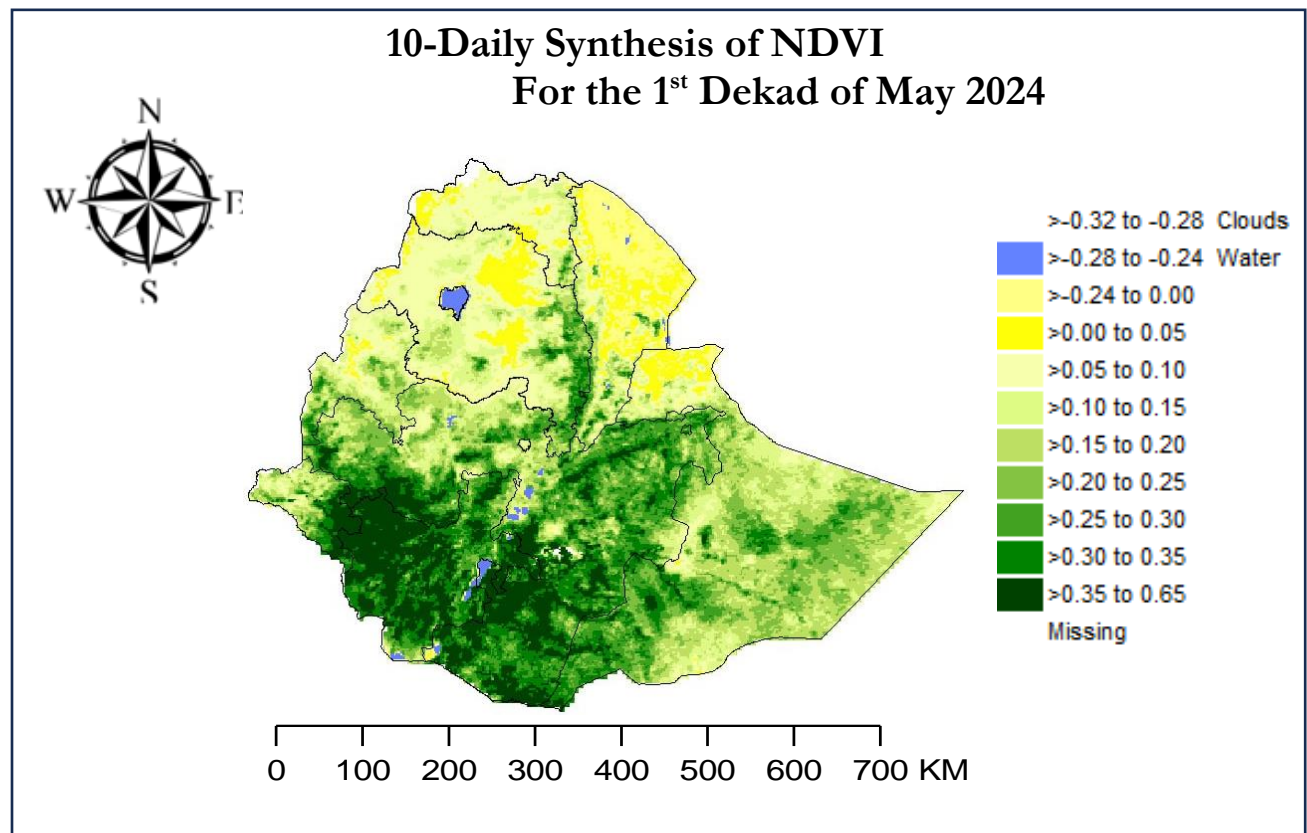 10-Daily Synthesis of NDVI
For the 1st Dekad of May 2024
N
W E
S
>-0.32 to -0.28 Clouds
>-0.28 to -0.24 Water
>-0.24 to 0.00
>0.00 to 0.05
>0.05 to 0.10
>0.10 to 0.15
>0.15 to 0.20
>0.20 to 0.25
>0.25 to 0.30
>0.30 to 0.35
>0.35 to 0.65
Missing
0 100 200 300 400 500 600 700 KM